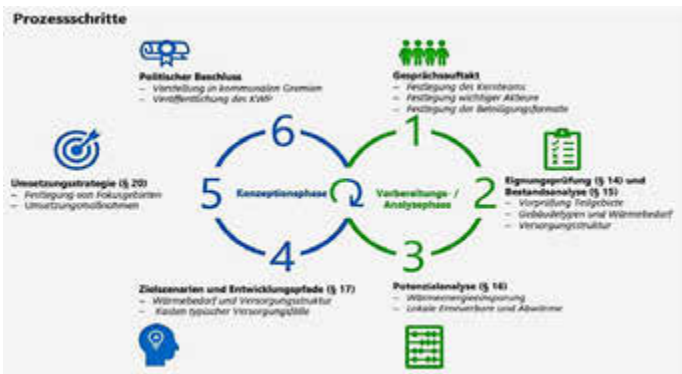 Prozessschritte
Politischer Beschluss
– Vorstellung in kommunalen Gremien
– Veröffentlichung des KWP
Gesprächsauftakt
– Festlegung des Kernteams
– Festlegung wichtiger Akteure
– Festlegung der Beteiligungsformate
6
1
Umsetzungsstrategie (§ 20)
– Festlegung von Fokusgebieten
– Umsetzungsmaßnahmen
5
Konzeptionsphase
Vorbereitungs- /
Analysephase
2
Eignungsprüfung (§ 14) und
Bestandsanalyse (§ 15)
– Vorprüfung Teilgebiete
– Gebäudetypen und Wärmebedarf
– Versorgungsstruktur
4
3
Zielszenarien und Entwicklungspfade (§ 17)
– Wärmebedarf und Versorgungsstruktur
– Kosten typischer Versorgungsfälle
Potenzialanalyse (§ 16)
– Wärmeenergieeinsparung
– Lokale Erneuerbare und Abwärme